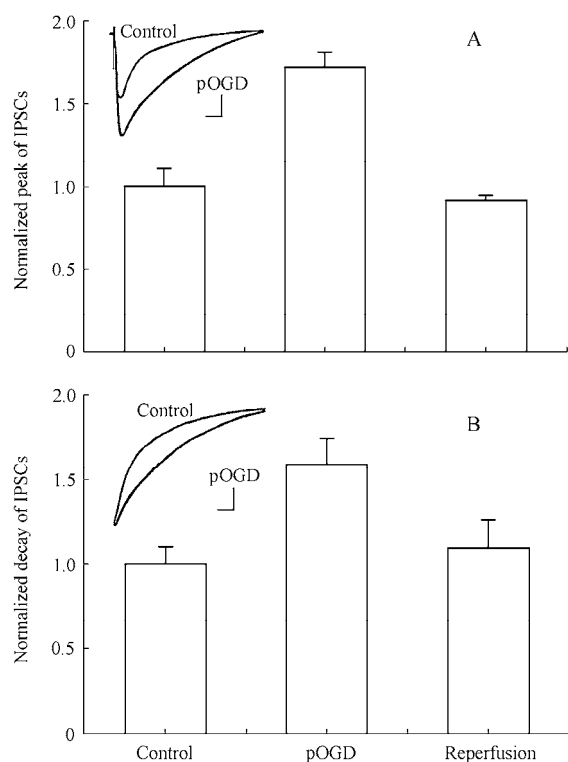 Normalized peak of IPSCs
2.0
1.5
1.0
0.5
0
Control
pOGD
A
Normalized decay of IPSCs
2.0
1.5
1.0
0.5
0.0
Control
pOGD
B
Control
pOGD
Reperfusion